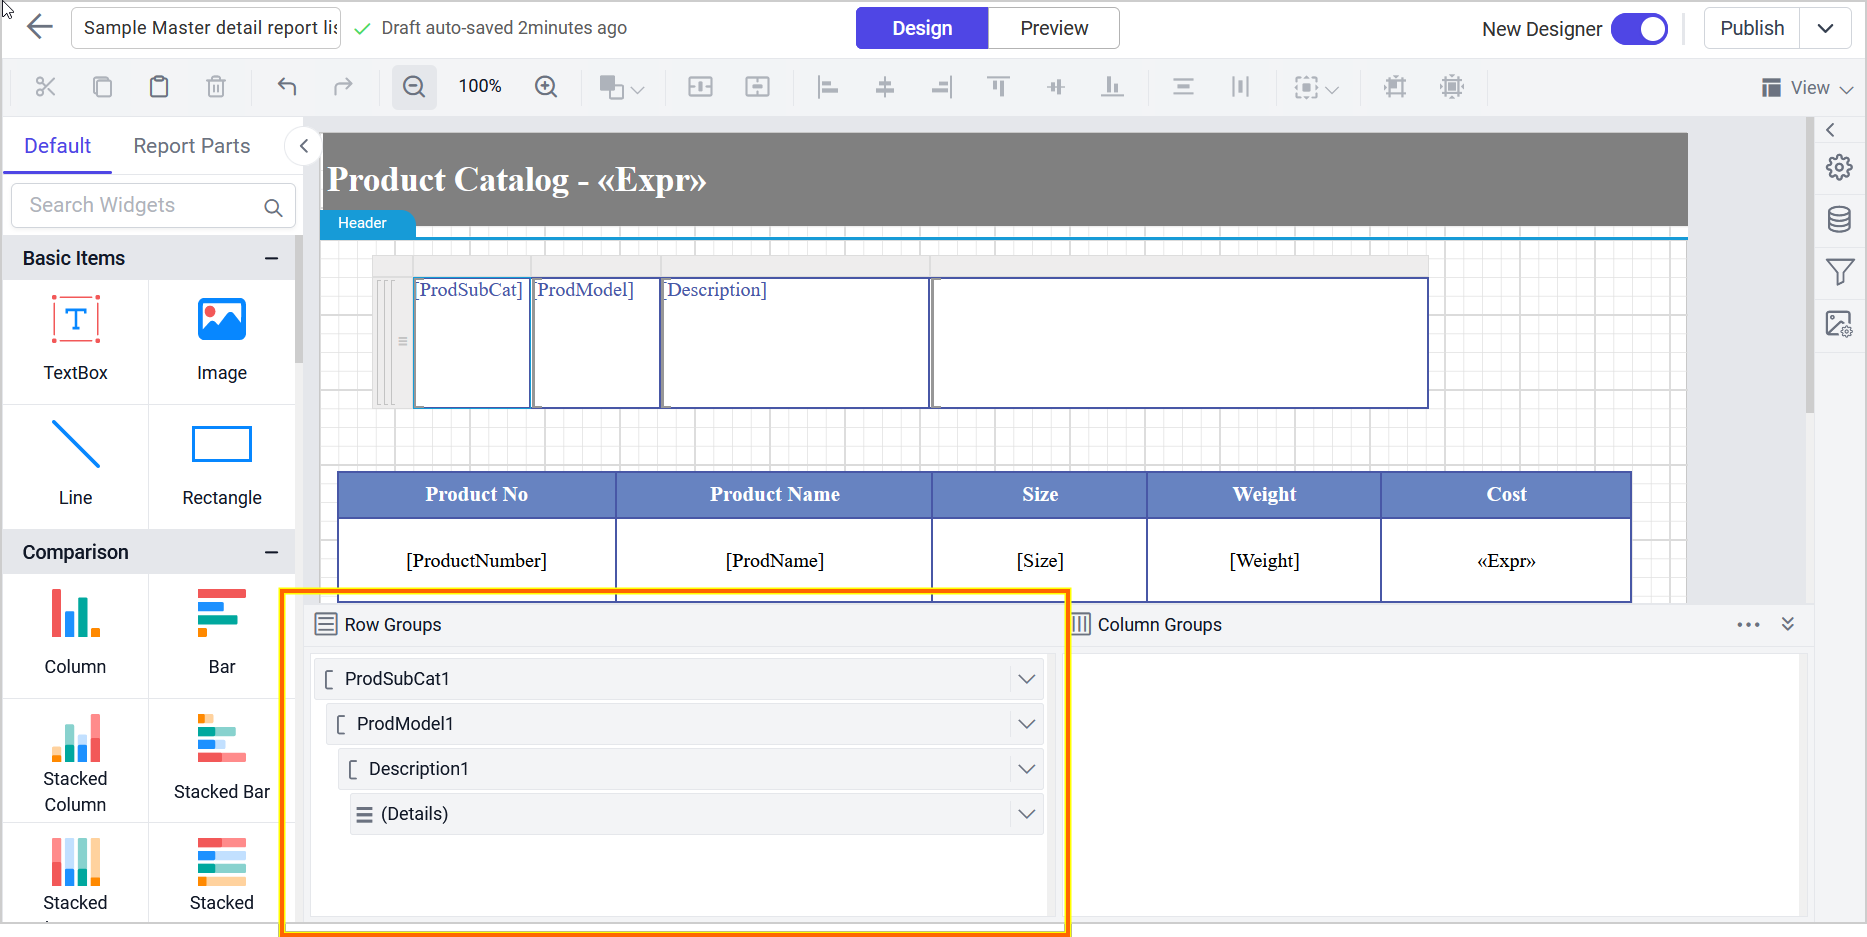 Sample Master detail report lis
Draft auto-saved 2minutes ago
Design
Preview
New Designer
Publish
100%
View
Default
Report Parts
Search Widgets
Basic Items
TextBox
Image
Line
Rectangle
Comparison
Column
Bar
Stacked
Column
Stacked Bar
Stacked
Stacked
Product Catalog - «Expr»
Header
[ProdSubCat]
[ProdModel]
[Description]
Product No
Product Name
Size
Weight
Cost
[ProductNumber]
[ProdName]
[Size]
[Weight]
«Expr»
Row Groups
Column Groups
ProdSubCat1
ProdModel1
Description1
(Details)